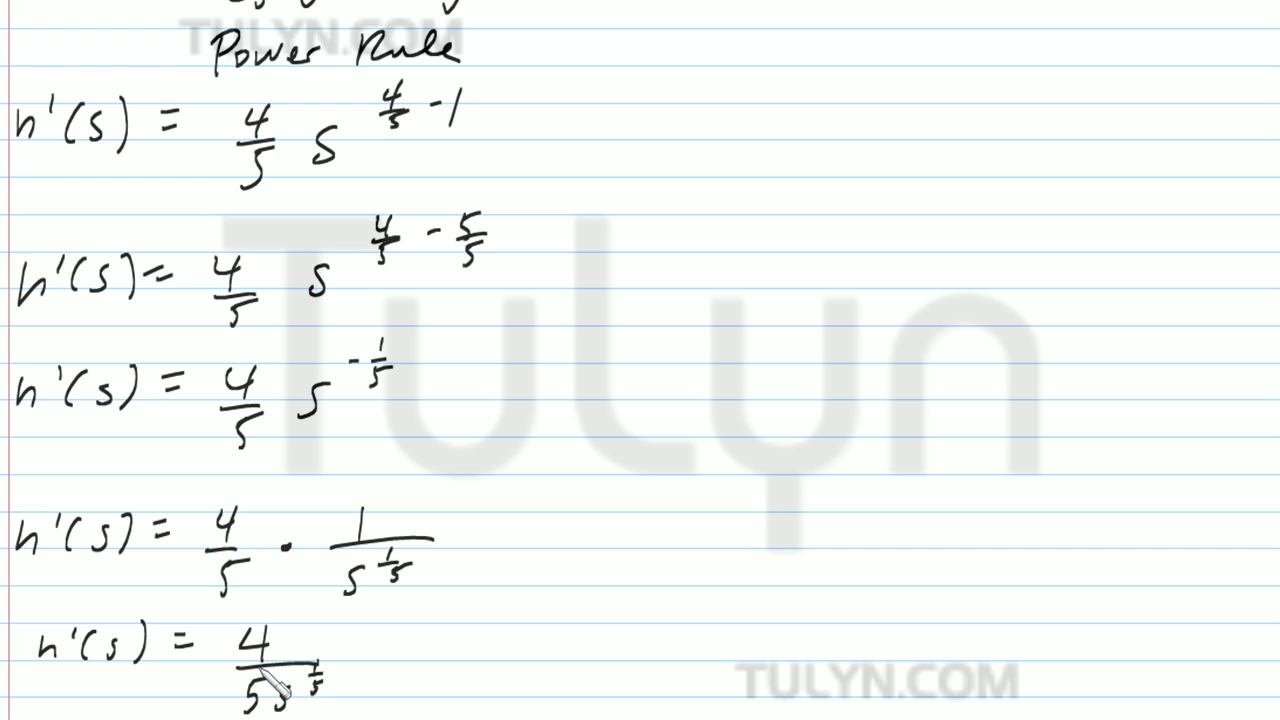 TULYN.COM
Power Rule
h'(s) = 4/5 s^(4/5 - 1)
h'(s) = 4/5 s^(4/5 - 5/5)
h'(s) = 4/5 s^(-1/5)
h'(s) = 4/5 · 1/s^(1/5)
h'(s) = 4/5s^(1/5)
TuLyn
TULYN.COM